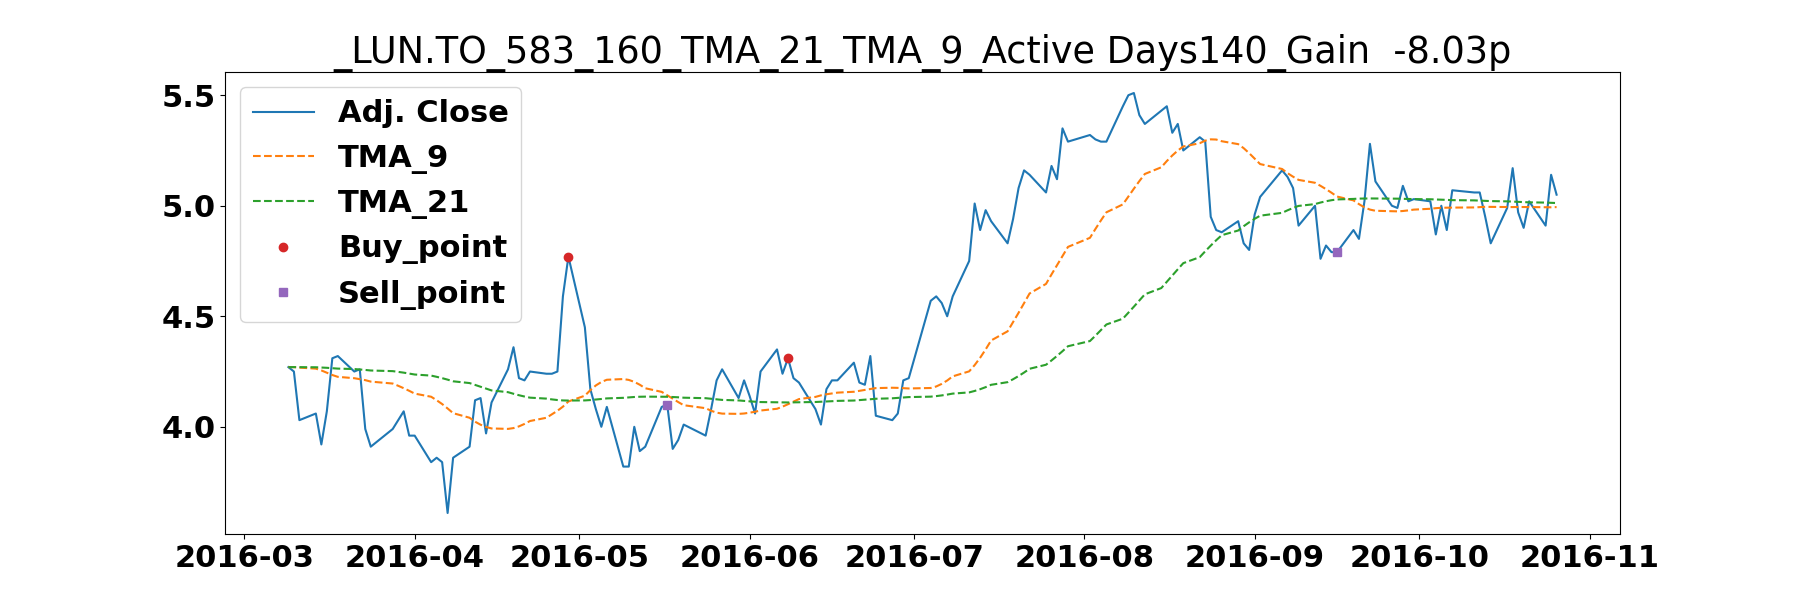 _LUN.TO_583_160_TMA_21_TMA_9_Active Days140_Gain  -8.03p
5.5
5.0
4.5
4.0
Adj. Close
TMA_9
TMA_21
Buy_point
Sell_point
2016-03 2016-04 2016-05 2016-06 2016-07 2016-08 2016-09 2016-10 2016-11